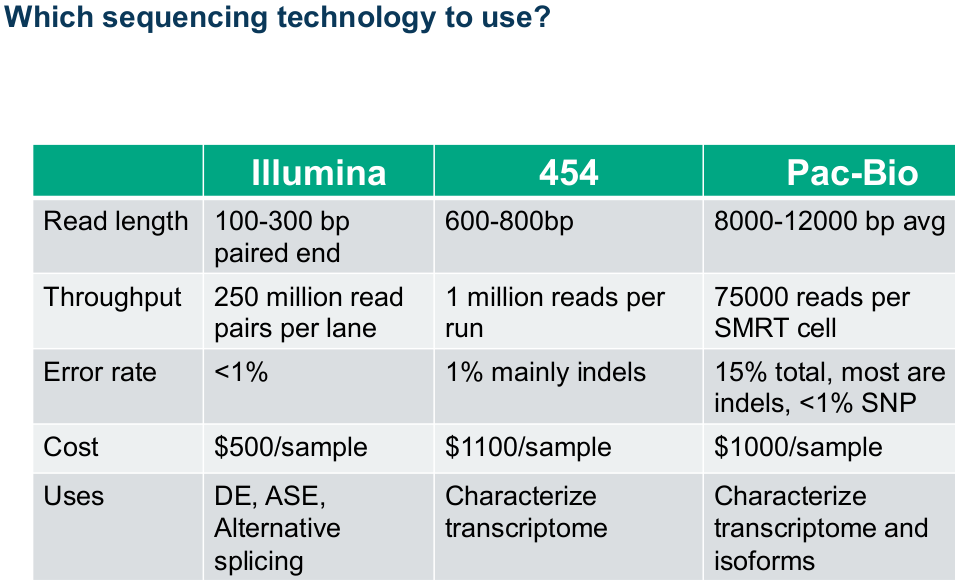 Which sequencing technology to use?
Illumina 454 Pac-Bio
Read length 100-300 bp 600-800bp 8000-12000 bp avg
paired end
Throughput 250 million read 1 million reads per 75000 reads per
pairs per lane run SMRT cell
Error rate <1% 1% mainly indels 15% total, most are
indels, <1% SNP
Cost $500/sample $1100/sample $1000/sample
Uses DE, ASE, Characterize Characterize
Alternative transcriptome transcriptome and
splicing isoforms